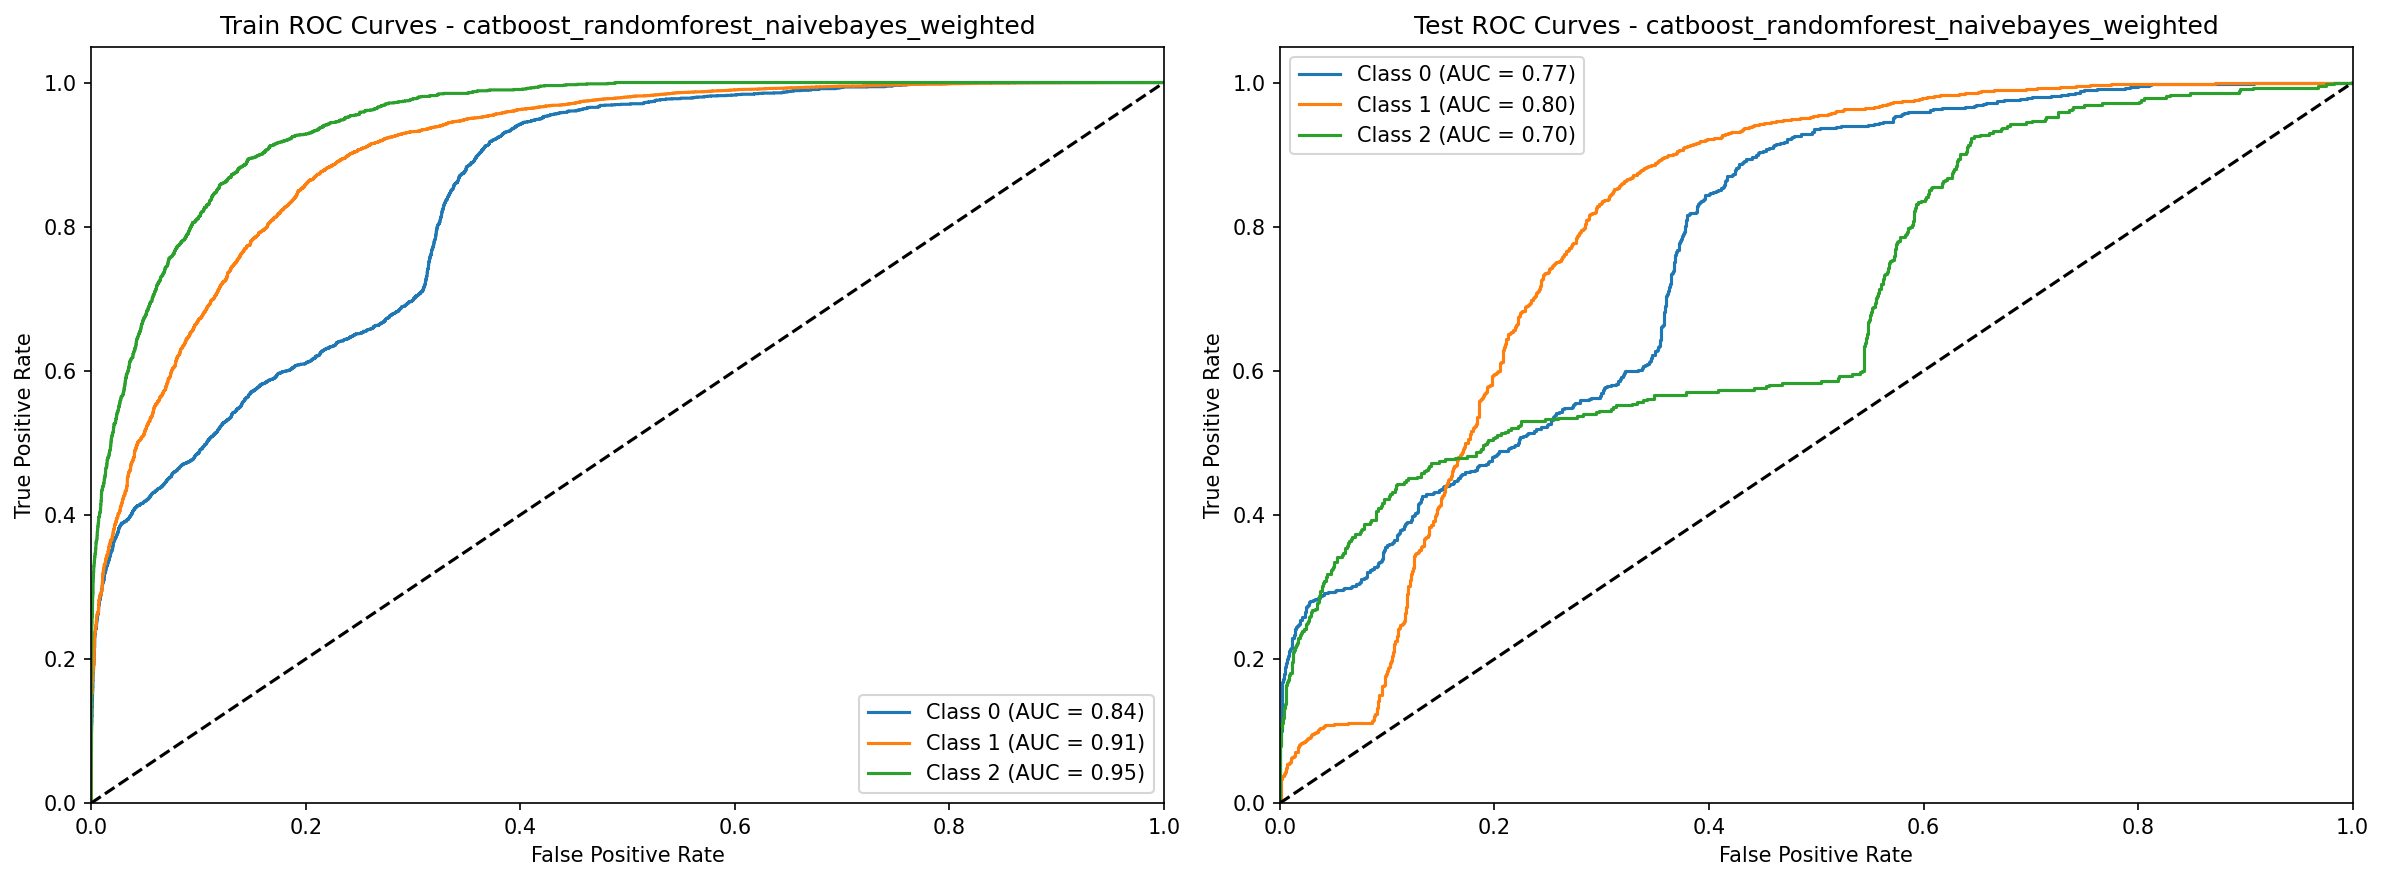 Train ROC Curves - catboost_randomforest_naivebayes_weighted
True Positive Rate
1.0
0.8
0.6
0.4
0.2
0.0
Class 0 (AUC = 0.84)
Class 1 (AUC = 0.91)
Class 2 (AUC = 0.95)
0.0 0.2 0.4 0.6 0.8 1.0
False Positive Rate
Test ROC Curves - catboost_randomforest_naivebayes_weighted
True Positive Rate
1.0
0.8
0.6
0.4
0.2
0.0
Class 0 (AUC = 0.77)
Class 1 (AUC = 0.80)
Class 2 (AUC = 0.70)
0.0 0.2 0.4 0.6 0.8 1.0
False Positive Rate